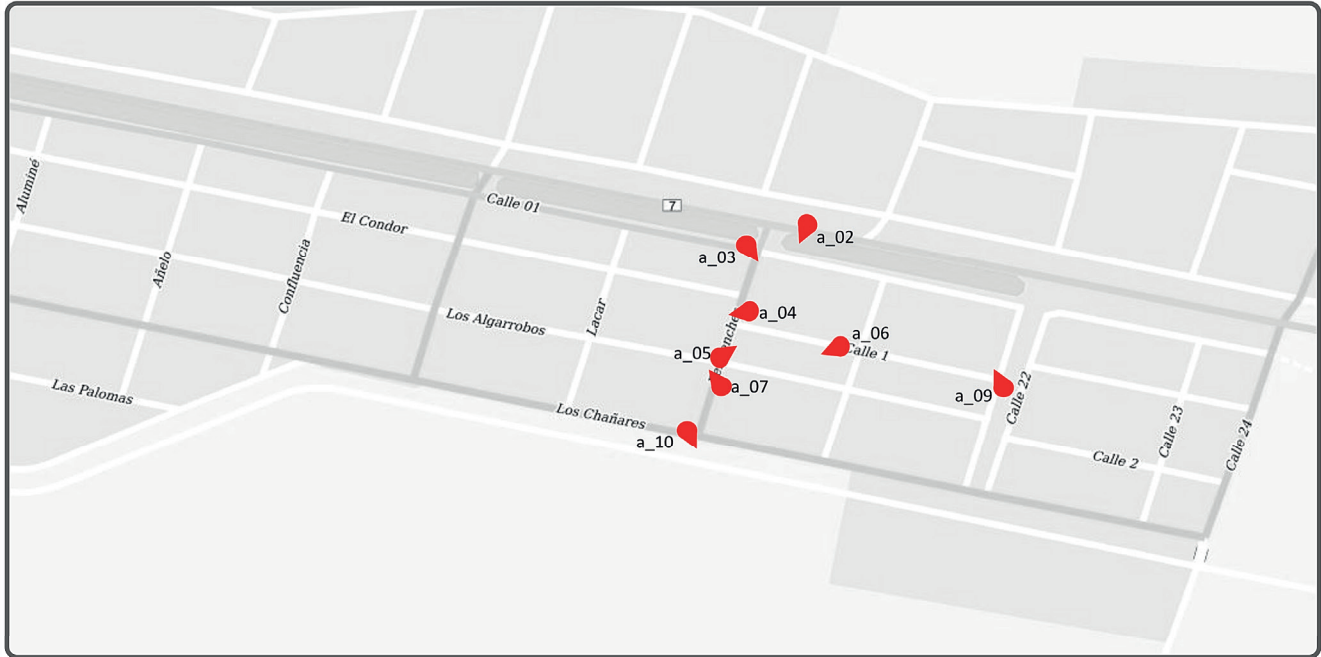 Aluminé
Añelo
Confluencia
El Condor
Calle 01
7
a_02
a_03
a_04
a_05
a_06
Calle 1
a_07
a_09
Calle 22
Lacar
Los Algarrobos
Las Palomas
Los Chañares
a_10
Calle 2
Calle 23
Calle 24